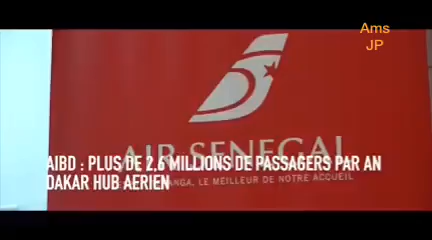 Ams
JP
AIR SENEGAL
AIBD : PLUS DE 2,6 MILLIONS DE PASSAGERS PAR AN
DAKAR HUB AERIEN
LE MEILLEUR DE NOTRE ACCUEIL